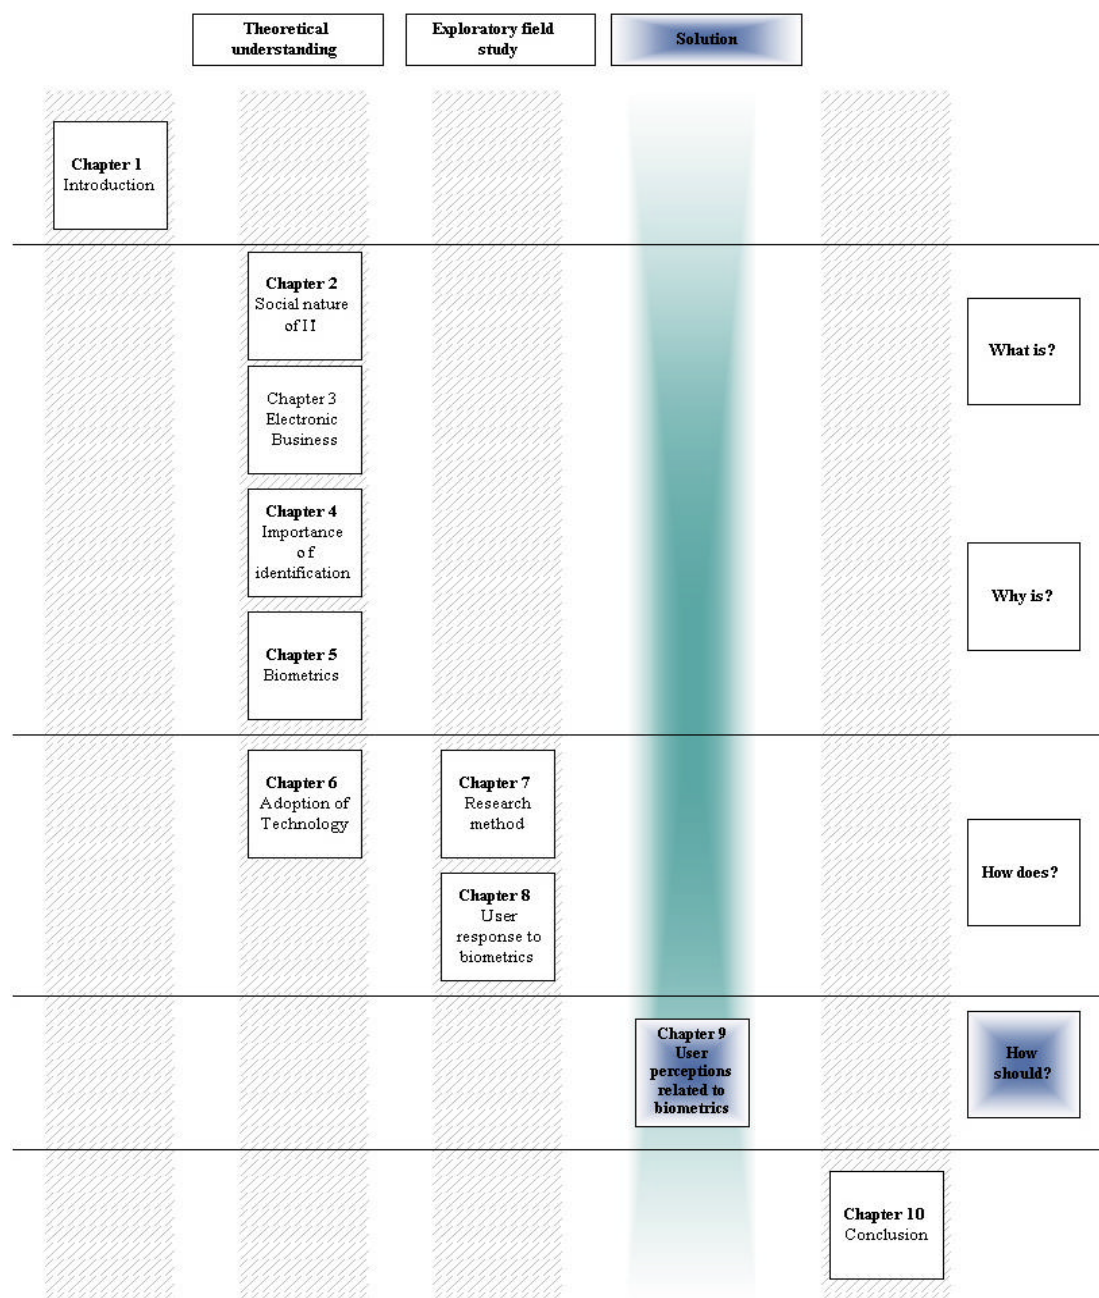 Theoretical
understanding
Exploratory field
study
Solution
Chapter 1
Introduction
Chapter 2
Social nature
of II
What is?
Chapter 3
Electronic
Business
Chapter 4
Importance
of
identification
Why is?
Chapter 5
Biometrics
Chapter 6
Adoption of
Technology
Chapter 7
Research
method
How does?
Chapter 8
User
response to
biometrics
Chapter 9
User
perceptions
related to
biometrics
How
should?
Chapter 10
Conclusion